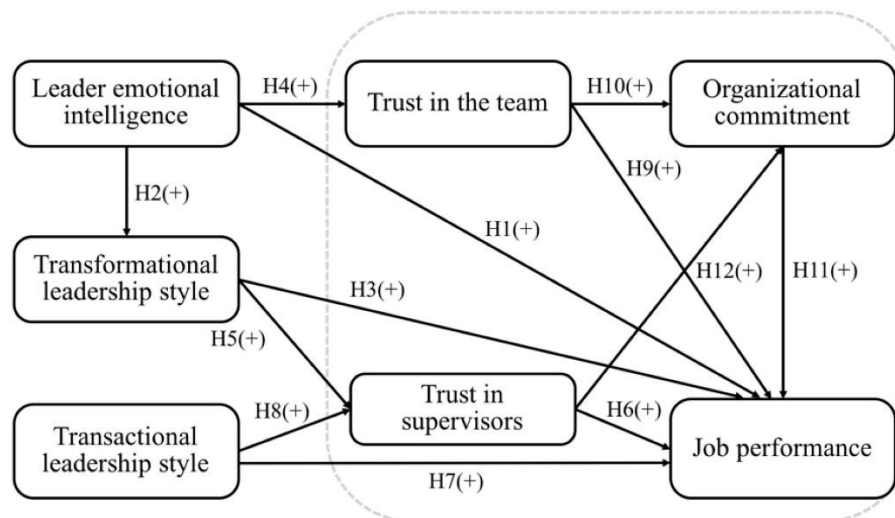 Leader emotional
intelligence
H4(+)
Trust in the team
H10(+)
Organizational
commitment
H2(+)
H9(+)
H1(+)
Transformational
leadership style
H3(+)
H12(+)
H11(+)
H5(+)
Transactional
leadership style
H8(+)
Trust in
supervisors
H6(+)
Job performance
H7(+)